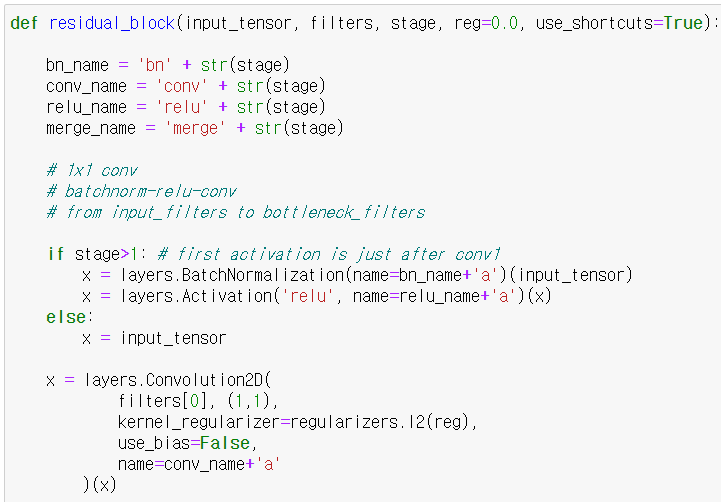 def residual_block(input_tensor, filters, stage, reg=0.0, use_shortcuts=True):
bn_name = 'bn' + str(stage)
conv_name = 'conv' + str(stage)
relu_name = 'relu' + str(stage)
merge_name = 'merge' + str(stage)
# 1x1 conv
# batchnorm-relu-conv
# from input_filters to bottleneck_filters
if stage>1: # first activation is just after conv1
x = layers.BatchNormalization(name=bn_name+'a')(input_tensor)
x = layers.Activation('relu', name=relu_name+'a')(x)
else:
x = input_tensor
x = layers.Convolution2D(
filters[0], (1,1),
kernel_regularizer=regularizers.l2(reg),
use_bias=False,
name=conv_name+'a'
)(x)